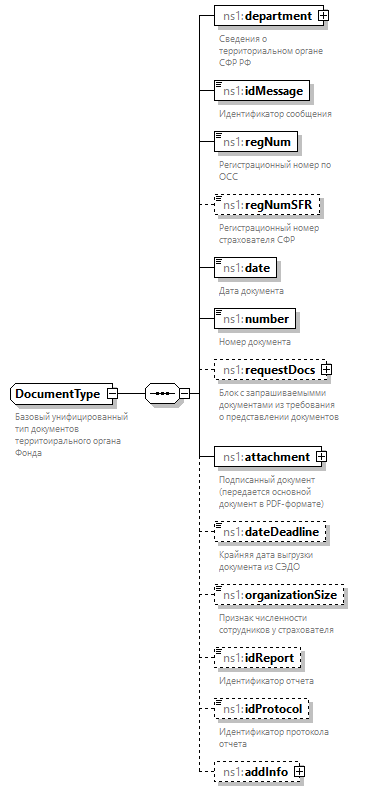 ns1:department
Сведения о
территориальном органе
СФР РФ
ns1:idMessage
Идентификатор сообщения
ns1:regNum
Регистрационный номер по
ОСС
ns1:regNumSFR
Регистрационный номер
страхователя СФР
ns1:date
Дата документа
ns1:number
Номер документа
ns1:requestDocs
Блок с запрашиваемымми
документами из требования
о представлении документов
DocumentType
Базовый унифицированный
тип документов
территоирального органа
Фонда
ns1:attachment
Подписанный документ
(передается основной
документ в PDF-формате)
ns1:dateDeadline
Крайняя дата выгрузки
документа из СЭДО
ns1:organizationSize
Признак численности
сотрудников у страхователя
ns1:idReport
Идентификатор отчета
ns1:idProtocol
Идентификатор протокола
отчета
ns1:addInfo